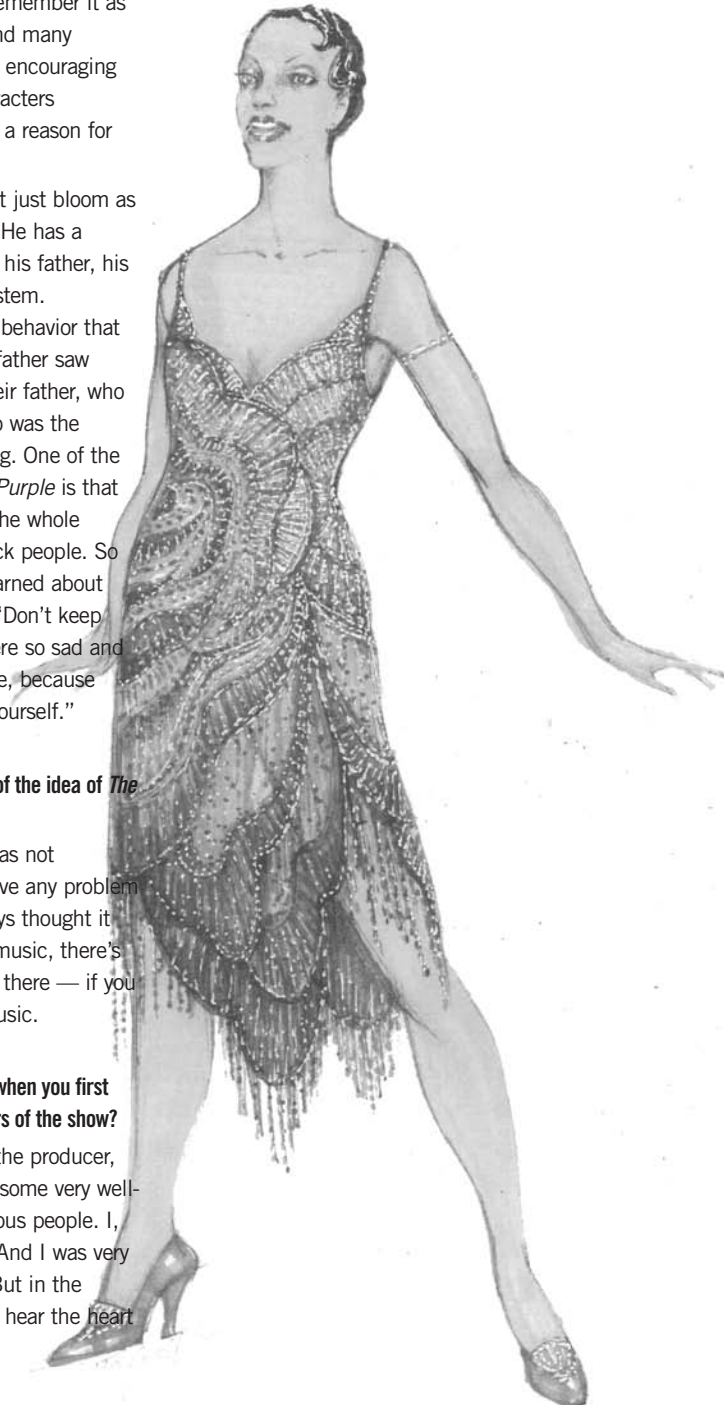 emember it as
nd many
encouraging
racters
a reason for
t just bloom as
He has a
his father, his
stem.
behavior that
father saw
eir father, who
o was the
g. One of the
Purple is that
he whole
ck people. So
arned about
“Don’t keep
ere so sad and
e, because
ourself.”
of the idea of The
as not
ve any problem
ys thought it
music, there’s
there — if you
usic.
when you first
rs of the show?
the producer,
some very well-
ous people. I,
And I was very
But in the
hear the heart